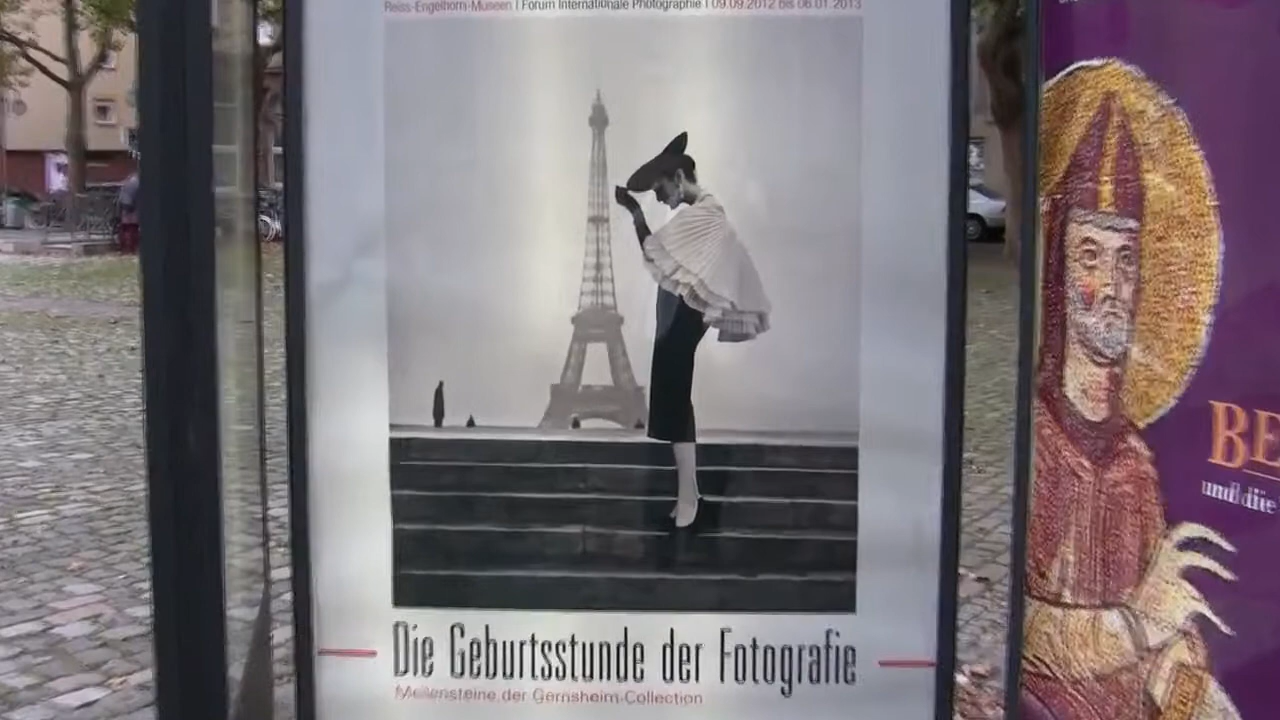 Reiss-Engelhorn-Museen | Forum Internationale Photographie | 09.09.2012 bis 06.01.2013
Die Geburtsstunde der Fotografie
Meilensteine der Gernsheim-Collection
BE
und die